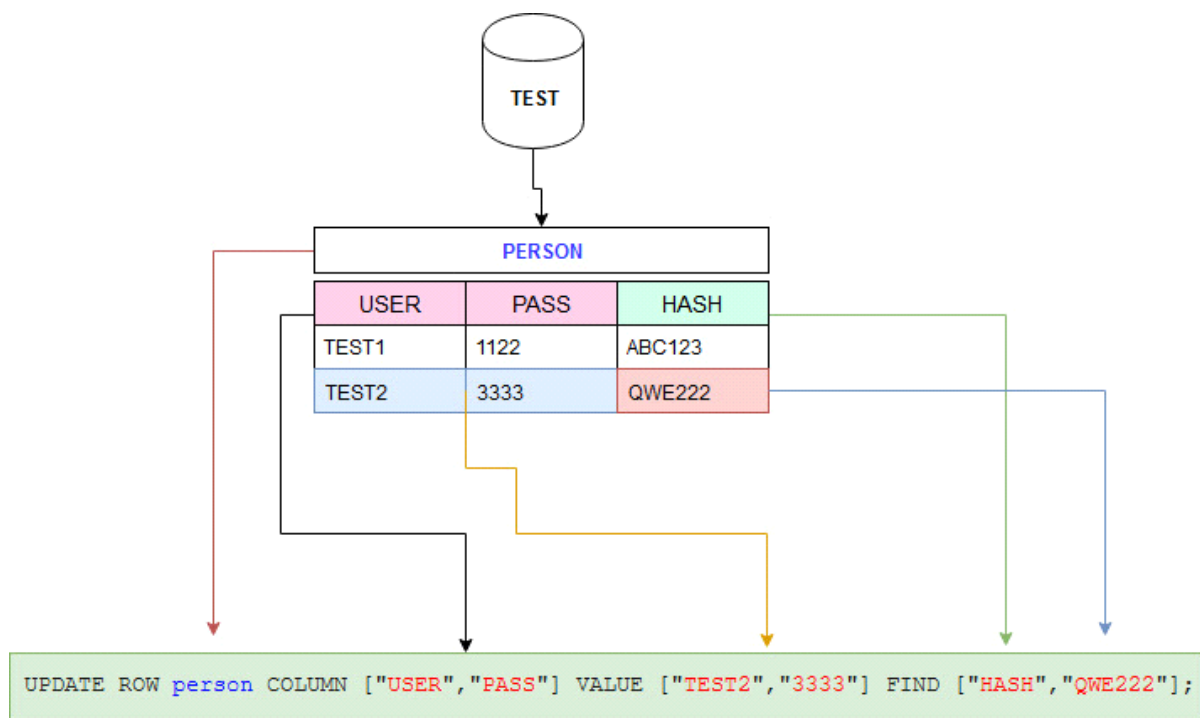 TEST
PERSON
USER PASS HASH
TEST1 1122 ABC123
TEST2 3333 QWE222
UPDATE ROW person COLUMN ["USER","PASS"] VALUE ["TEST2","3333"] FIND ["HASH","QWE222"];